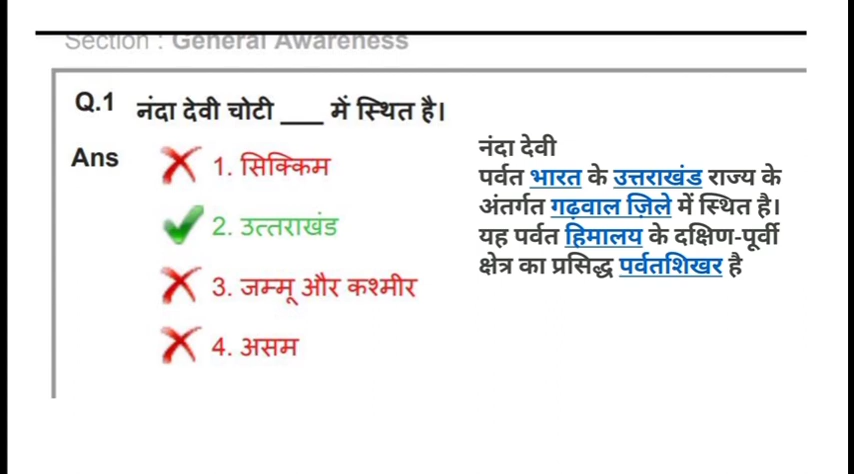 Section : General Awareness
Q.1 नंदा देवी चोटी ____ में स्थित है।
Ans
1. सिक्किम
2. उत्तराखंड
3. जम्मू और कश्मीर
4. असम
नंदा देवी
पर्वत भारत के उत्तराखंड राज्य के
अंतर्गत गढ़वाल ज़िले में स्थित है।
यह पर्वत हिमालय के दक्षिण-पूर्वी
क्षेत्र का प्रसिद्ध पर्वतशिखर है